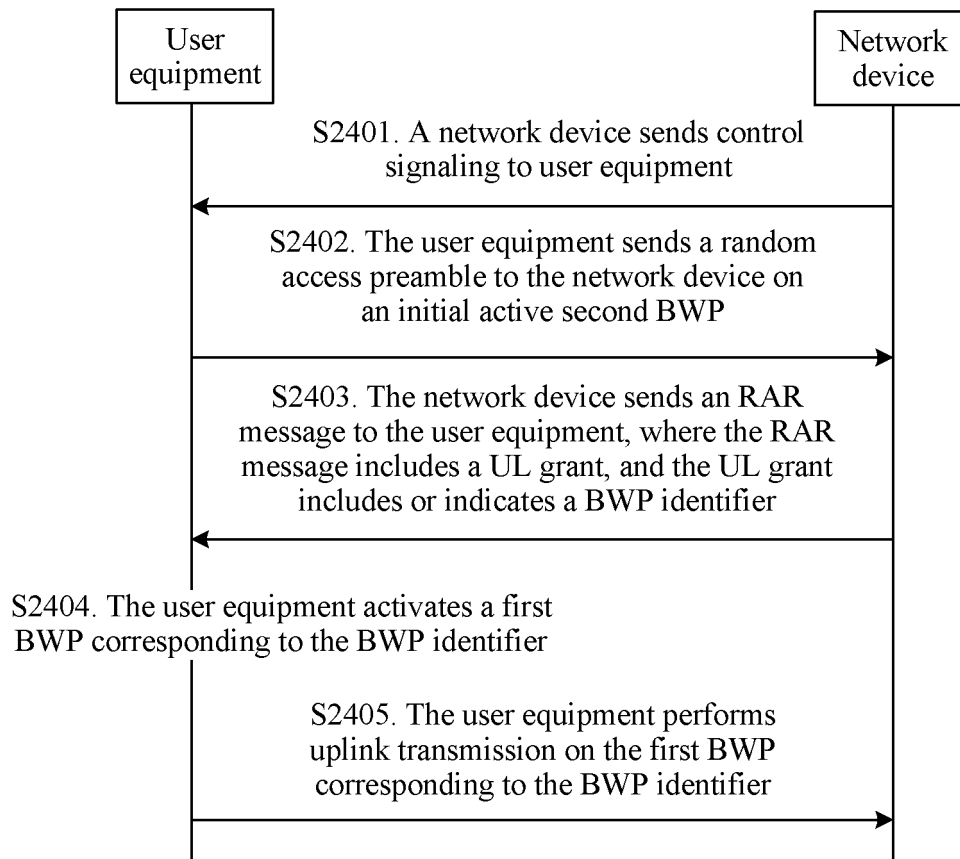 User
equipment
Network
device
S2401. A network device sends control
signaling to user equipment
S2402. The user equipment sends a random
access preamble to the network device on
an initial active second BWP
S2403. The network device sends an RAR
message to the user equipment, where the RAR
message includes a UL grant, and the UL grant
includes or indicates a BWP identifier
S2404. The user equipment activates a first
BWP corresponding to the BWP identifier
S2405. The user equipment performs
uplink transmission on the first BWP
corresponding to the BWP identifier